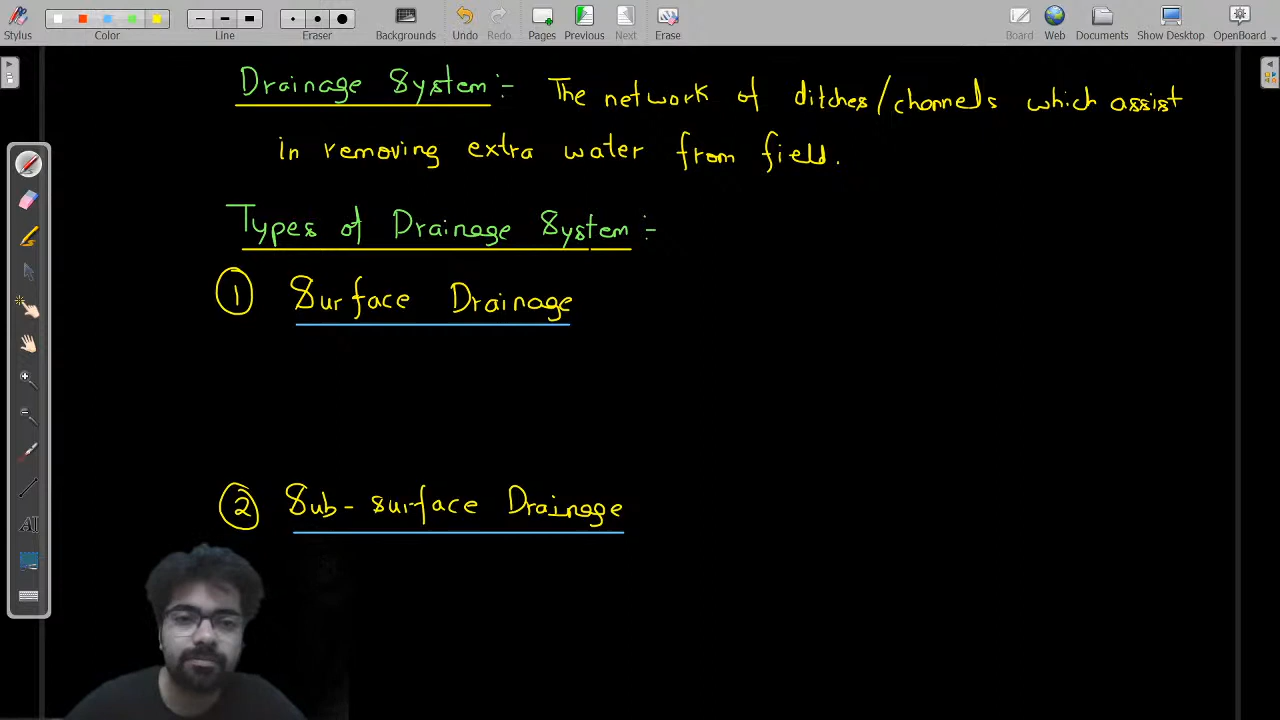 Stylus
Color
Line
Eraser
Backgrounds
Undo
Redo
Pages
Previous
Next
Erase
Board
Web
Documents
Show Desktop
OpenBoard
Drainage System :- The network of ditches/channels which assist
in removing extra water from field.
Types of Drainage System :-
① Surface Drainage
② Sub-surface Drainage